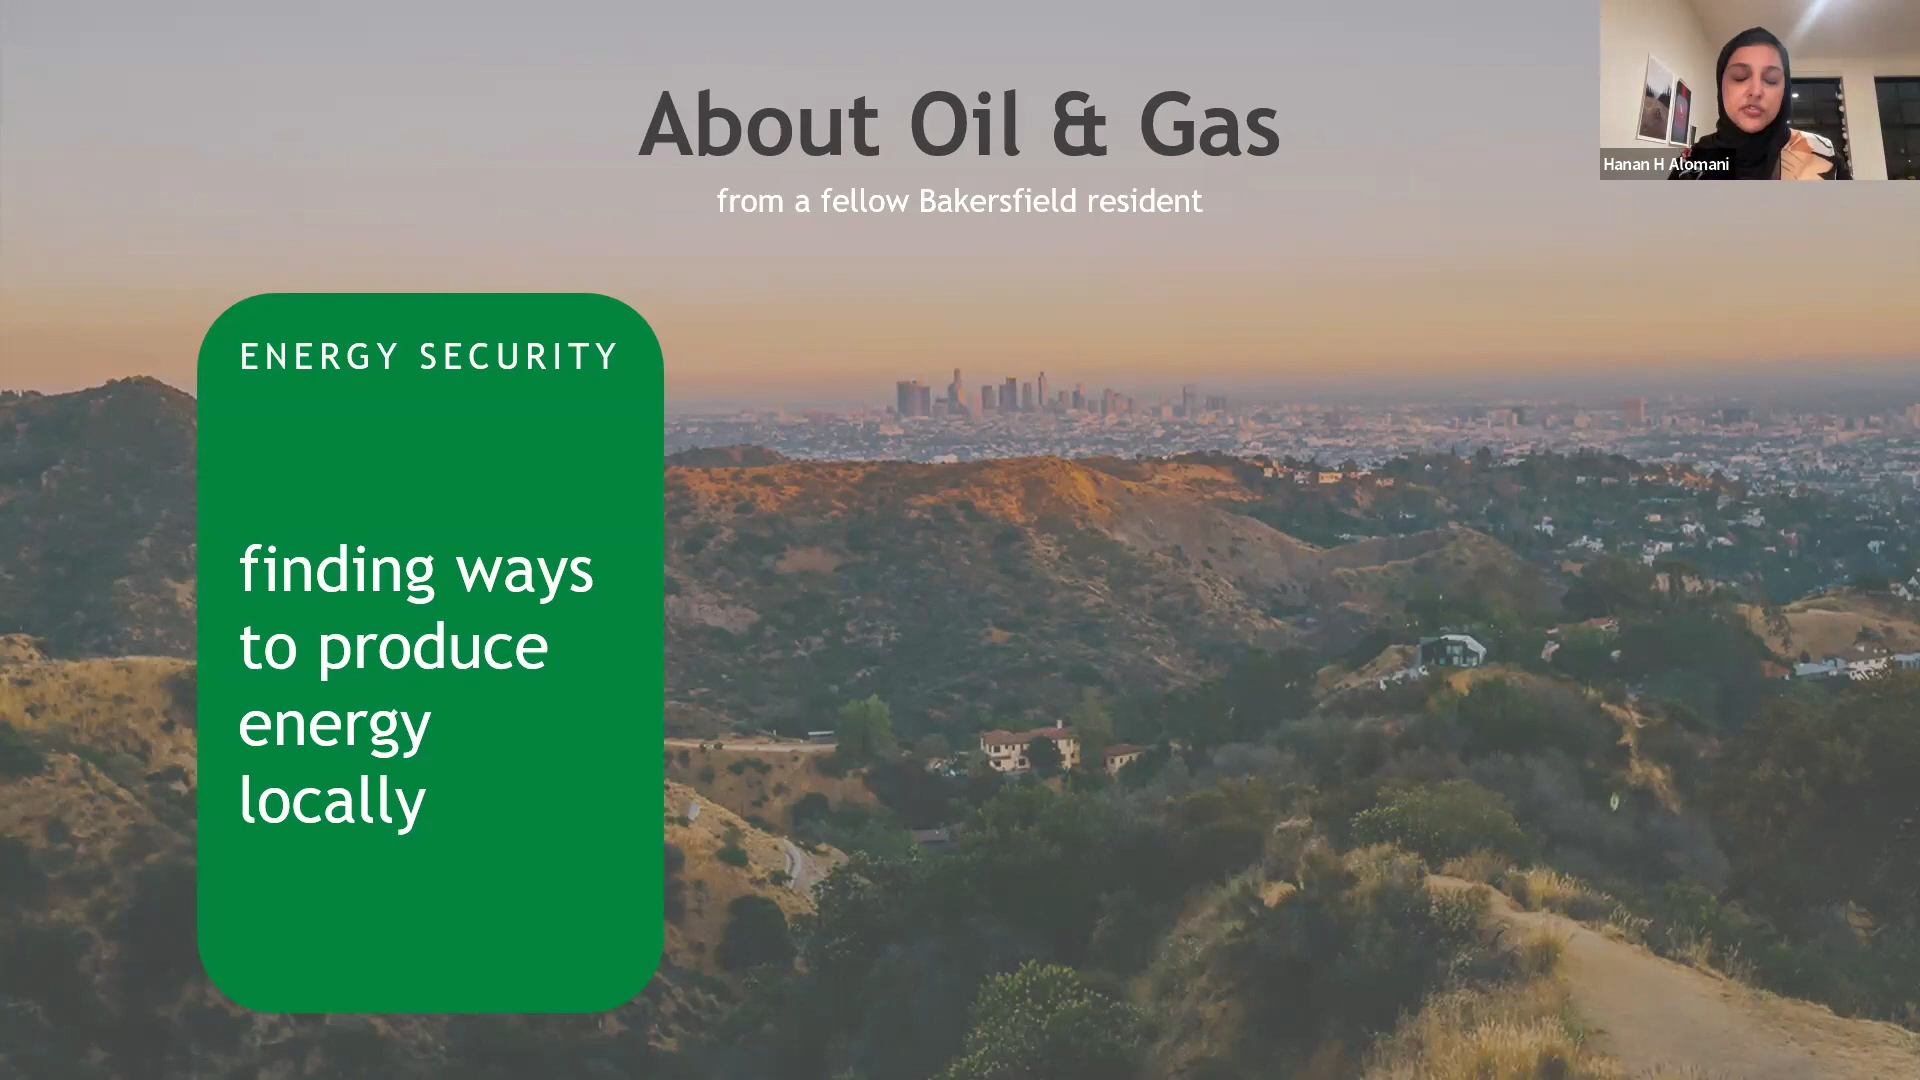 About Oil & Gas
from a fellow Bakersfield resident
Hanan H Alomani
ENERGY SECURITY
finding ways
to produce
energy
locally